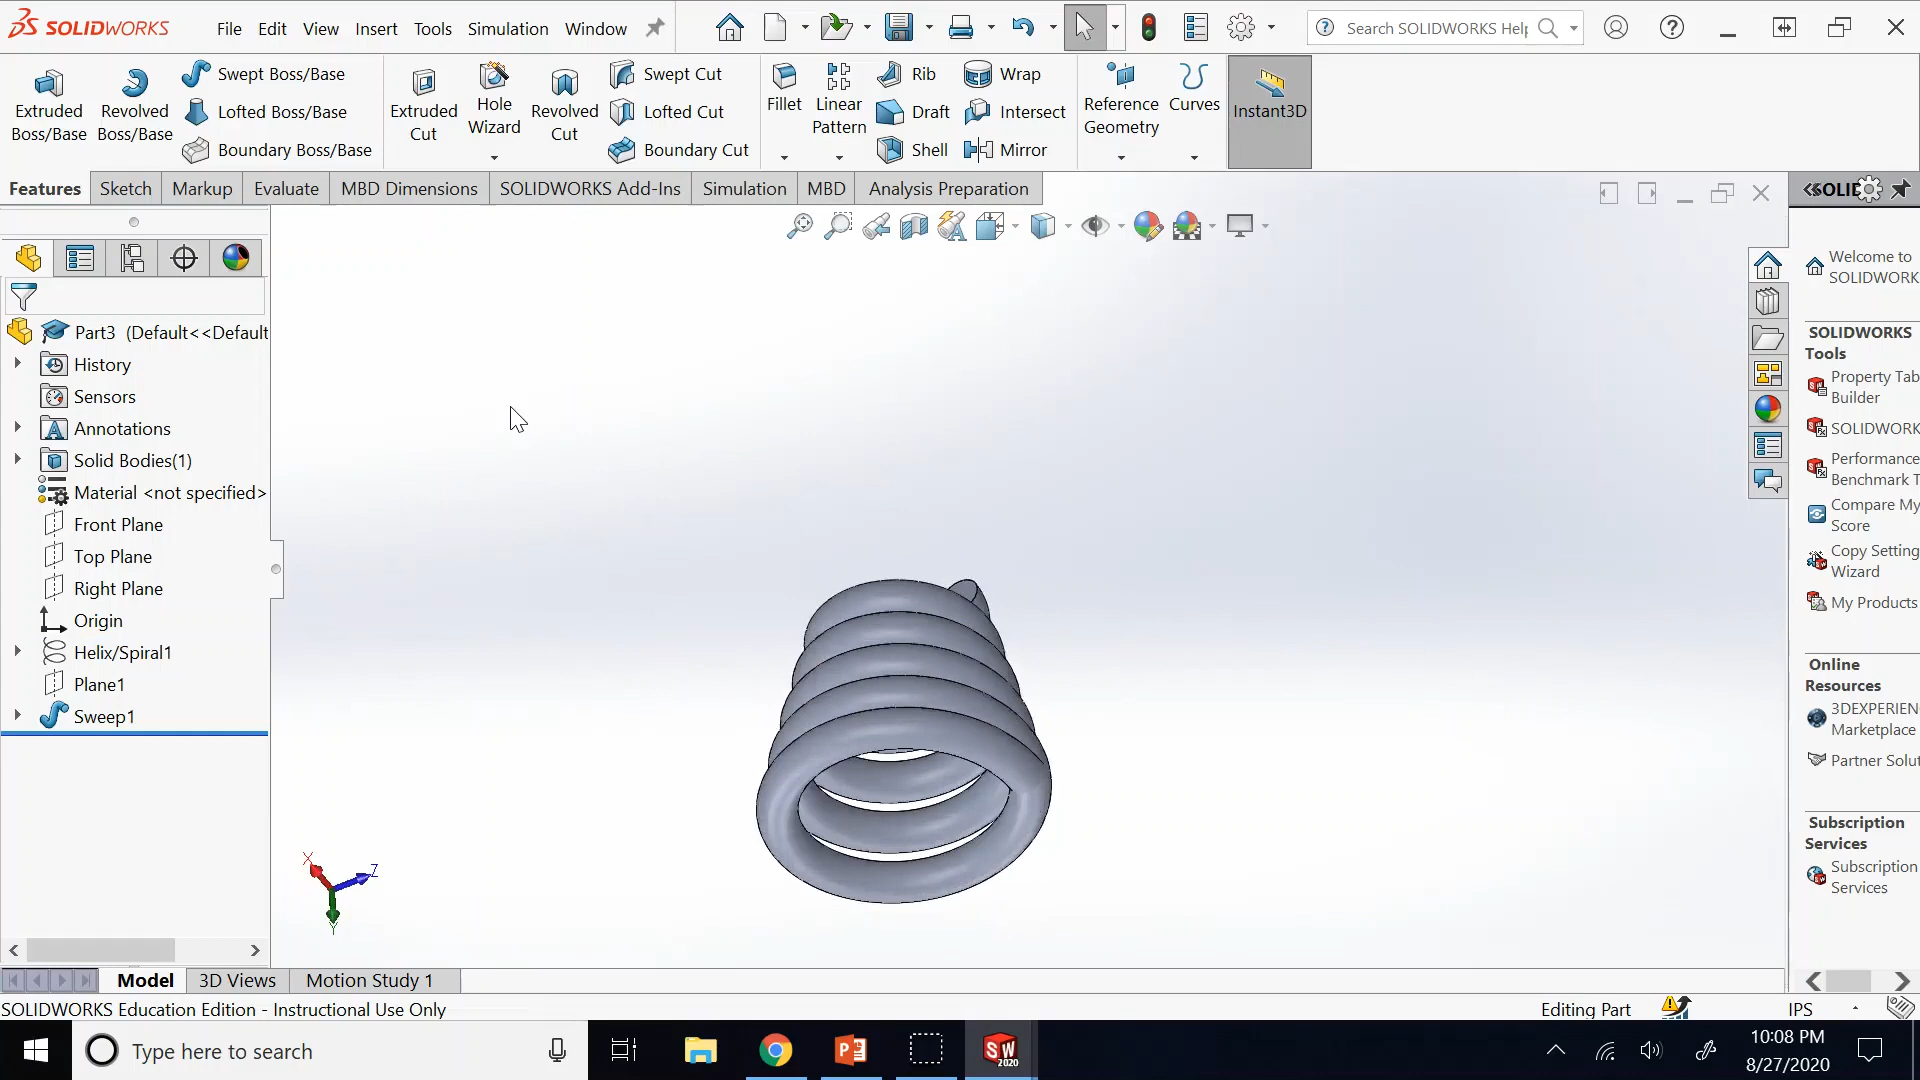 SOLIDWORKS File Edit View Insert Tools Simulation Window Search SOLIDWORKS Help
Extruded Boss/Base
Revolved Boss/Base
Swept Boss/Base
Lofted Boss/Base
Boundary Boss/Base
Extruded Cut
Hole Wizard
Revolved Cut
Swept Cut
Lofted Cut
Boundary Cut
Fillet
Linear Pattern
Rib
Draft
Shell
Wrap
Intersect
Mirror
Reference Geometry
Curves
Instant3D
Features Sketch Markup Evaluate MBD Dimensions SOLIDWORKS Add-Ins Simulation MBD Analysis Preparation
Part3 (Default<<Default
History
Sensors
Annotations
Solid Bodies(1)
Material <not specified>
Front Plane
Top Plane
Right Plane
Origin
Helix/Spiral1
Plane1
Sweep1
X
Z
Y
SOLI
Welcome to
SOLIDWORK
SOLIDWORKS
Tools
Property Tab
Builder
SOLIDWORK
Performance
Benchmark T
Compare My
Score
Copy Setting
Wizard
My Products
Online
Resources
3DEXPERIEN
Marketplace
Partner Solut
Subscription
Services
Subscription
Services
Model 3D Views Motion Study 1
SOLIDWORKS Education Edition - Instructional Use Only Editing Part IPS
Type here to search
SW
2020
10:08 PM
8/27/2020